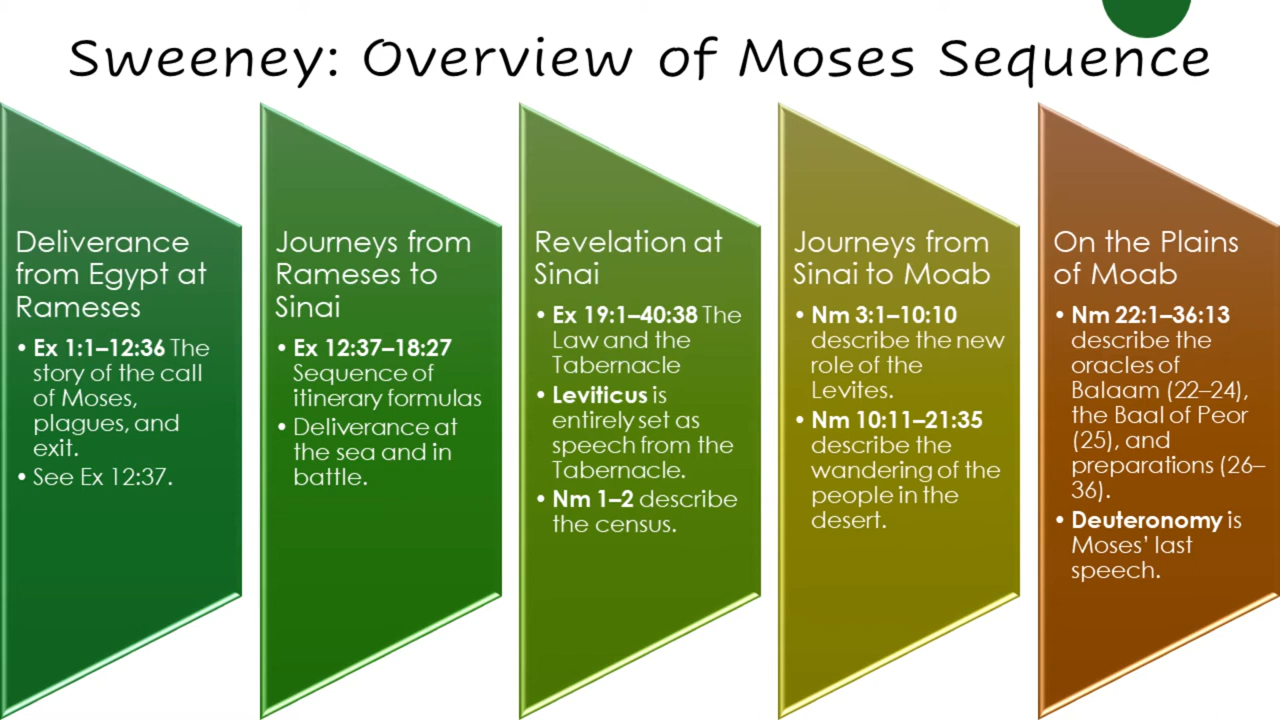 Sweeney: Overview of Moses Sequence
Deliverance
from Egypt at
Rameses
• Ex 1:1–12:36 The
story of the call
of Moses,
plagues, and
exit.
• See Ex 12:37.
Journeys from
Rameses to
Sinai
• Ex 12:37–18:27
Sequence of
itinerary formulas
• Deliverance at
the sea and in
battle.
Revelation at
Sinai
• Ex 19:1–40:38 The
Law and the
Tabernacle
• Leviticus is
entirely set as
speech from the
Tabernacle.
• Nm 1–2 describe
the census.
Journeys from
Sinai to Moab
• Nm 3:1–10:10
describe the new
role of the
Levites.
• Nm 10:11–21:35
describe the
wandering of the
people in the
desert.
On the Plains
of Moab
• Nm 22:1–36:13
describe the
oracles of
Balaam (22–24),
the Baal of Peor
(25), and
preparations (26–
36).
• Deuteronomy is
Moses’ last
speech.